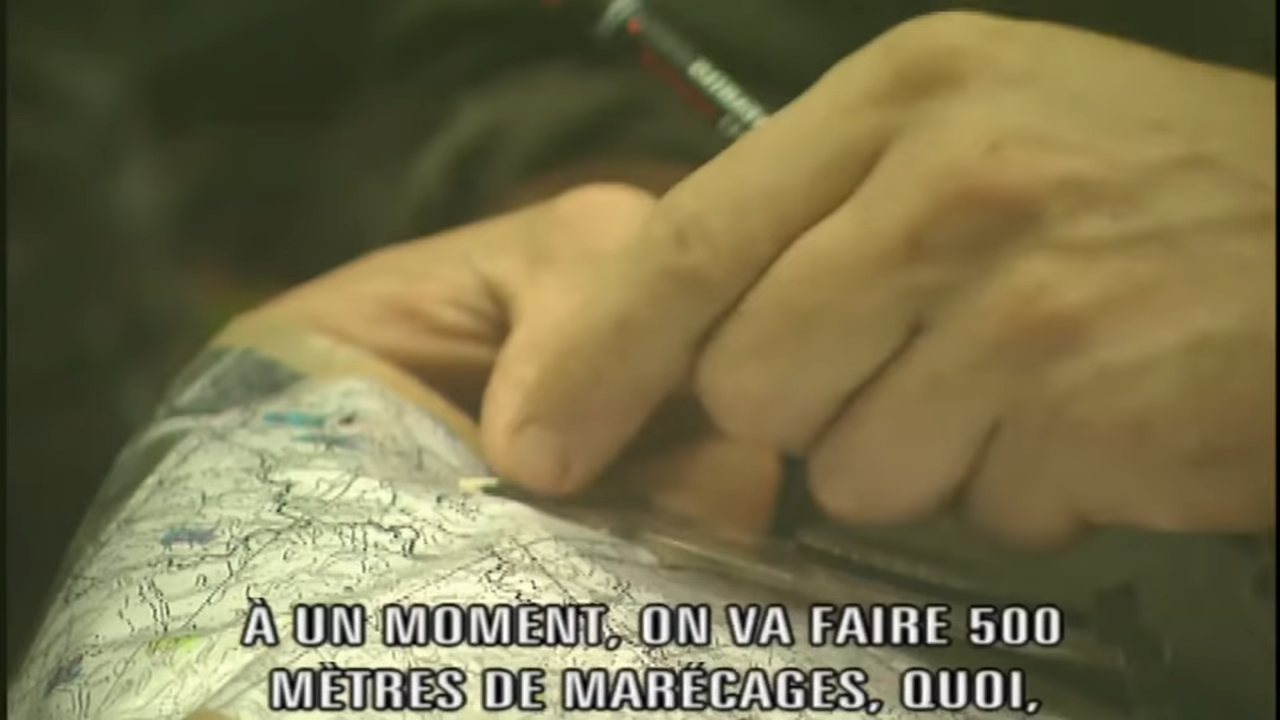 À UN MOMENT, ON VA FAIRE 500
MÈTRES DE MARÉCAGES, QUOI,